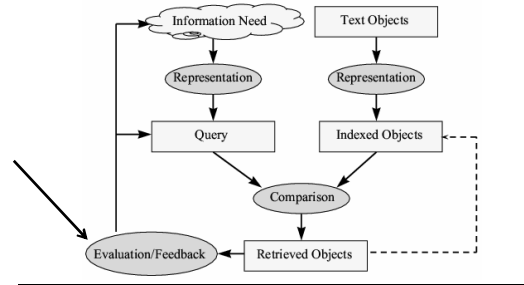 Information Need
Text Objects
Representation
Representation
Query
Indexed Objects
Comparison
Evaluation/Feedback
Retrieved Objects